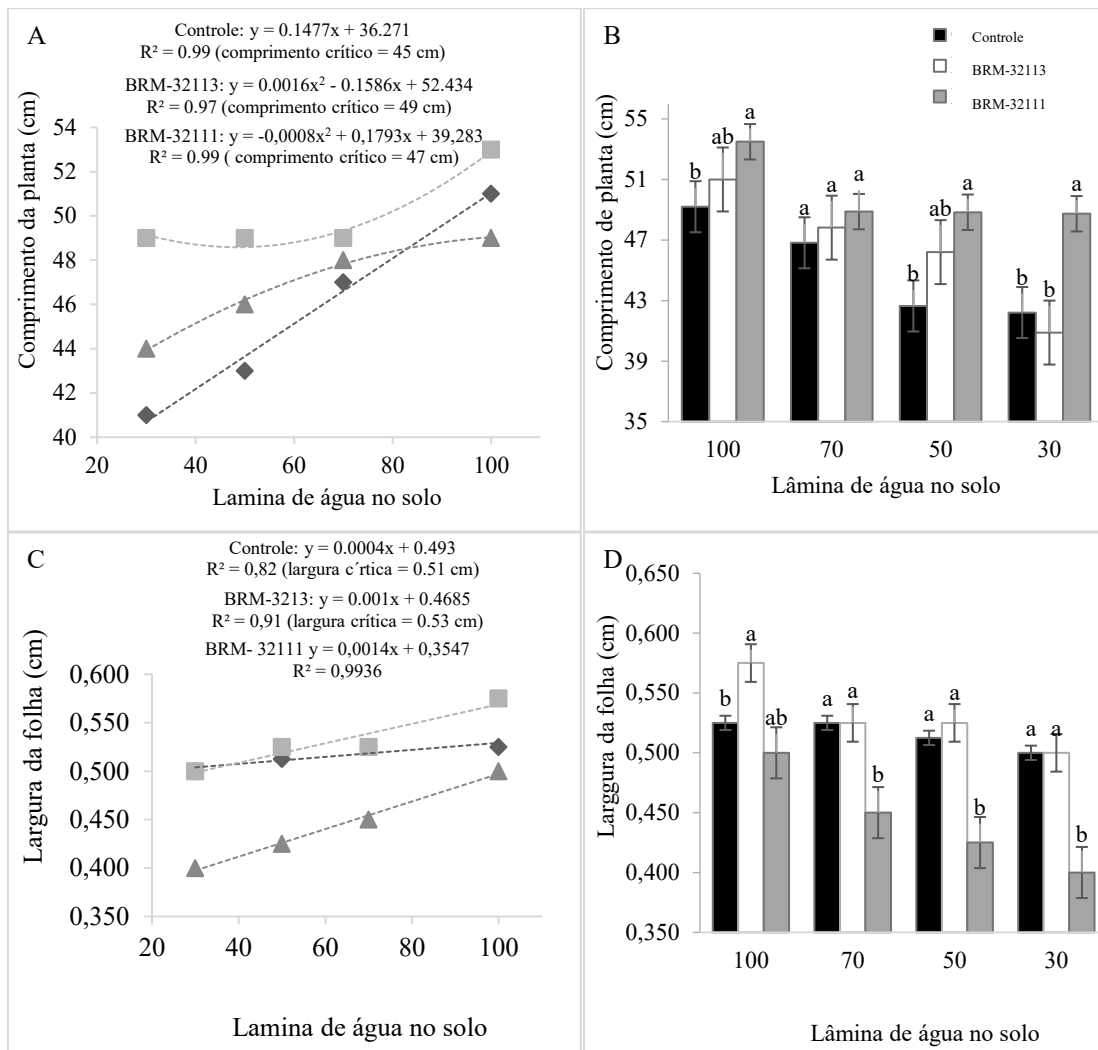 A
Controle: y = 0.1477x + 36.271
R² = 0.99 (comprimento crítico = 45 cm)
BRM-32113: y = 0.0016x² - 0.1586x + 52.434
R² = 0.97 (comprimento crítico = 49 cm)
BRM-32111: y = -0,0008x² + 0,1793x + 39,283
R² = 0.99 ( comprimento crítico = 47 cm)
Comprimento da planta (cm)
54
52
50
48
46
44
42
40
20 40 60 80 100
Lamina de água no solo
B
Controle
BRM-32113
BRM-32111
Comprimento de planta (cm)
55
51
47
43
39
35
b ab a
a a a
b ab a
b b a
100 70 50 30
Lâmina de água no solo
C
Controle: y = 0.0004x + 0.493
R² = 0,82 (largura c´rtica = 0.51 cm)
BRM-3213: y = 0.001x + 0.4685
R² = 0,91 (largura crítica = 0.53 cm)
BRM- 32111 y = 0,0014x + 0,3547
R² = 0,9936
Largura da folha (cm)
0,600
0,550
0,500
0,450
0,400
0,350
20 40 60 80 100
Lamina de água no solo
D
Larggura da folha (cm)
0,650
0,600
0,550
0,500
0,450
0,400
0,350
b a ab
a a b
a a b
a a b
100 70 50 30
Lâmina de água no solo